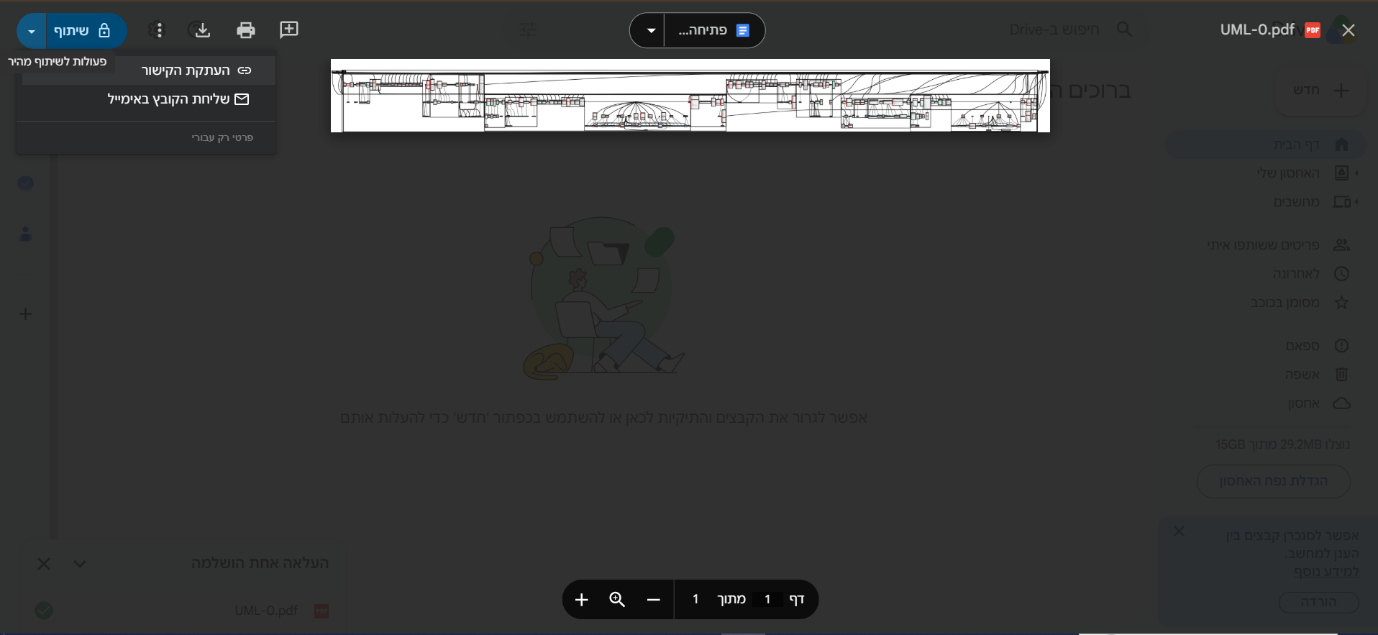 UML-0.pdf
פתיחה...
שיתוף
פעולות לשיתוף מהיר
העתקת הקישור
שליחת הקובץ באימייל
פרטי רק עבורי
חיפוש ב-Drive
ברוכים
חדש
דף הבית
האחסון שלי
מחשבים
פריטים ששותפו איתי
לאחרונה
מסומן בכוכב
ספאם
אשפה
אחסון
נוצלו 29.2MB מתוך 15GB
הגדלת נפח האחסון
אפשר לגרור את הקבצים והתיקיות לכאן או להשתמש בכפתור 'חדש' כדי להעלות אותם
אפשר לסנכרן קבצים בין
הענן למחשב.
למידע נוסף
הורדה
העלאה אחת הושלמה
UML-0.pdf
דף 1 מתוך 1